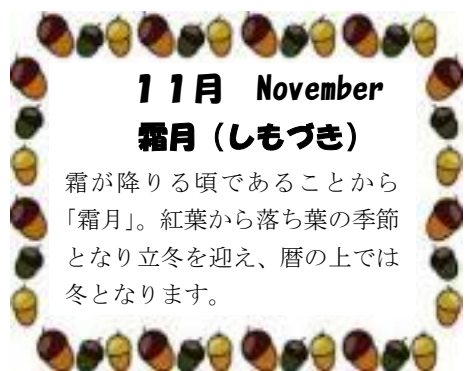 １１月　November
霜月（しもづき）
霜が降りる頃であることから
「霜月」。紅葉から落ち葉の季節
となり立冬を迎え、暦の上では
冬となります。